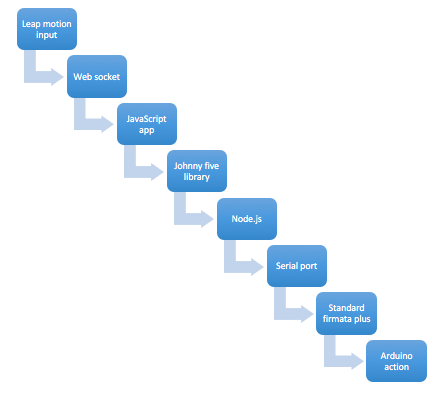 Leap motion
input
Web socket
JavaScript
app
Johnny five
library
Node.js
Serial port
Standard
firmata plus
Arduino
action